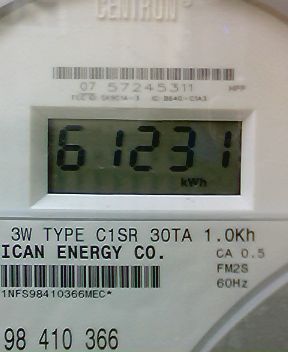 CENTRON®
07 57245311
61231
kWh
3W TYPE C1SR 30TA 1.0Kh
ICAN ENERGY CO.
CA 0.5
FM2S
60Hz
1NFS98410366MEC*
98 410 366